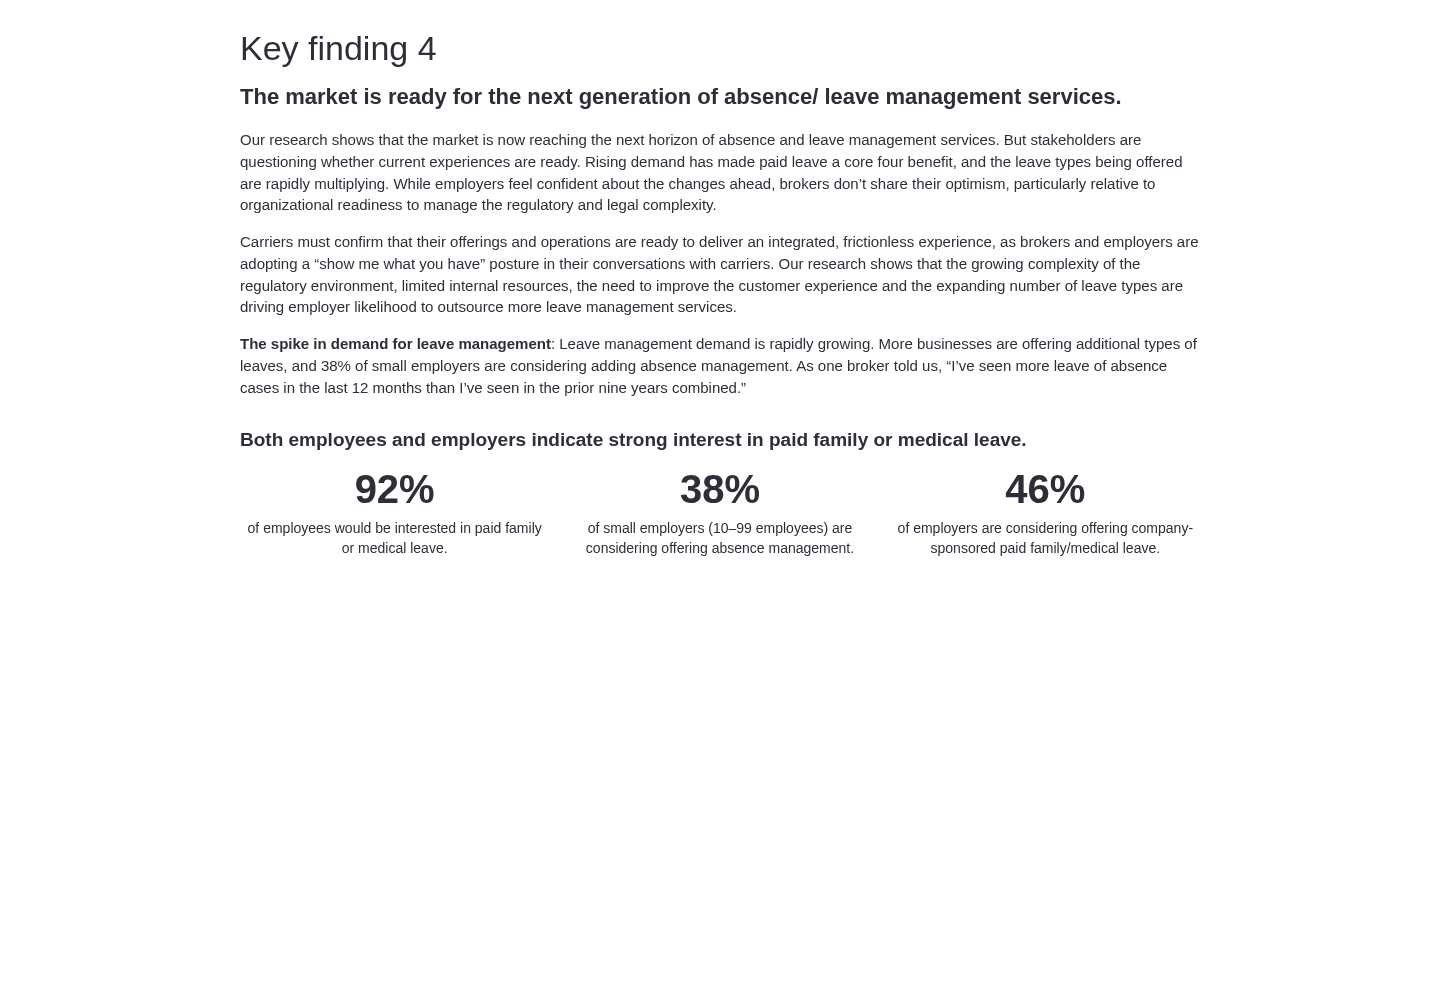 Key finding 4
The market is ready for the next generation of absence/ leave management services.
Our research shows that the market is now reaching the next horizon of absence and leave management services. But stakeholders are
questioning whether current experiences are ready. Rising demand has made paid leave a core four benefit, and the leave types being offered
are rapidly multiplying. While employers feel confident about the changes ahead, brokers don’t share their optimism, particularly relative to
organizational readiness to manage the regulatory and legal complexity.
Carriers must confirm that their offerings and operations are ready to deliver an integrated, frictionless experience, as brokers and employers are
adopting a “show me what you have” posture in their conversations with carriers. Our research shows that the growing complexity of the
regulatory environment, limited internal resources, the need to improve the customer experience and the expanding number of leave types are
driving employer likelihood to outsource more leave management services.
The spike in demand for leave management: Leave management demand is rapidly growing. More businesses are offering additional types of
leaves, and 38% of small employers are considering adding absence management. As one broker told us, “I’ve seen more leave of absence
cases in the last 12 months than I’ve seen in the prior nine years combined.”
Both employees and employers indicate strong interest in paid family or medical leave.
92%
of employees would be interested in paid family
or medical leave.
38%
of small employers (10–99 employees) are
considering offering absence management.
46%
of employers are considering offering company-
sponsored paid family/medical leave.